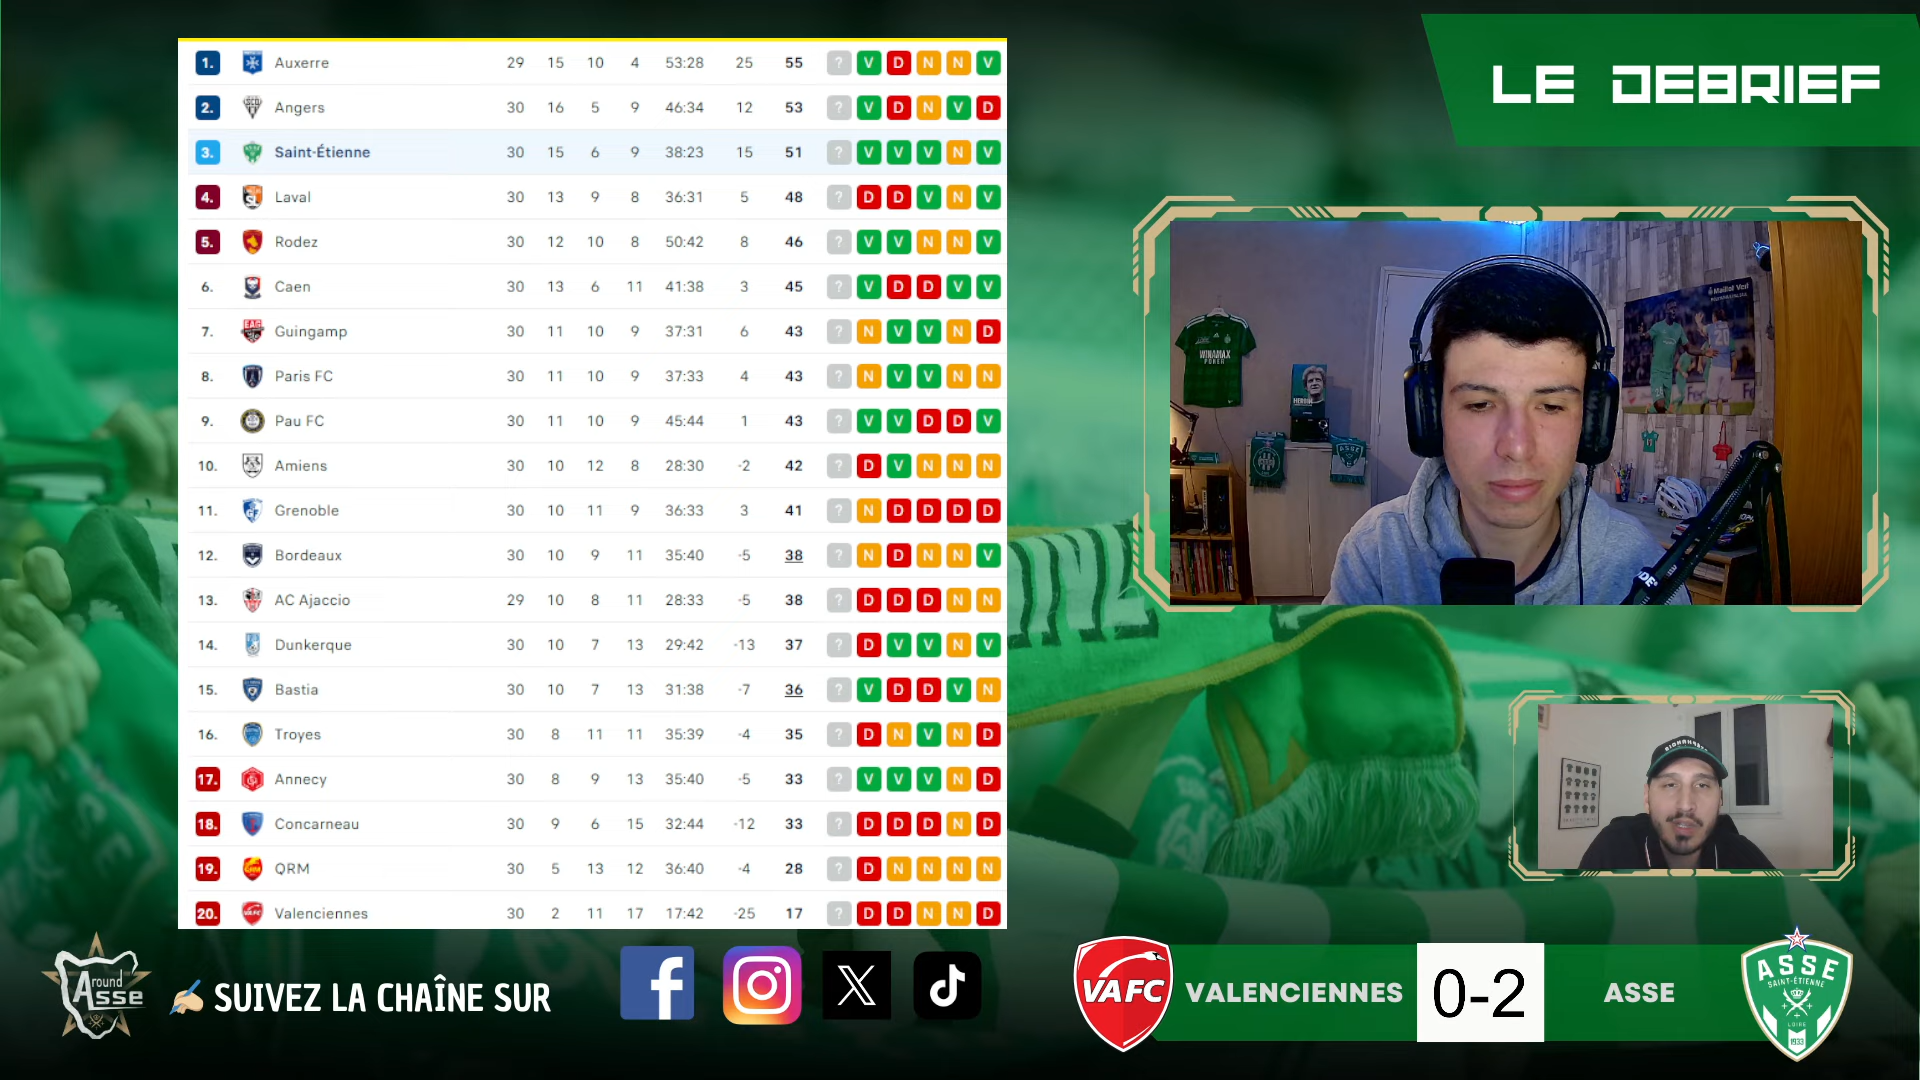 1. Auxerre 29 15 10 4 53:28 25 55 ? V D N N V
2. Angers 30 16 5 9 46:34 12 53 ? V D N V D
3. Saint-Étienne 30 15 6 9 38:23 15 51 ? V V V N V
4. Laval 30 13 9 8 36:31 5 48 ? D D V N V
5. Rodez 30 12 10 8 50:42 8 46 ? V V N N V
6. Caen 30 13 6 11 41:38 3 45 ? V D D V V
7. Guingamp 30 11 10 9 37:31 6 43 ? N V V N D
8. Paris FC 30 11 10 9 37:33 4 43 ? N V V N N
9. Pau FC 30 11 10 9 45:44 1 43 ? V V D D V
10. Amiens 30 10 12 8 28:30 -2 42 ? D V N N N
11. Grenoble 30 10 11 9 36:33 3 41 ? N D D D D
12. Bordeaux 30 10 9 11 35:40 -5 38 ? N D N N V
13. AC Ajaccio 29 10 8 11 28:33 -5 38 ? D D D N N
14. Dunkerque 30 10 7 13 29:42 -13 37 ? D V V N V
15. Bastia 30 10 7 13 31:38 -7 36 ? V D D V N
16. Troyes 30 8 11 11 35:39 -4 35 ? D N V N D
17. Annecy 30 8 9 13 35:40 -5 33 ? V V V N D
18. Concarneau 30 9 6 15 32:44 -12 33 ? D D D N D
19. QRM 30 5 13 12 36:40 -4 28 ? D N N N N
20. Valenciennes 30 2 11 17 17:42 -25 17 ? D D N N D
LE DEBRIEF
WINAMAX
POKER
Maillot Vert
20
ASSE
Around
Asse
SUIVEZ LA CHAÎNE SUR
VAFC
VALENCIENNES
0-2
ASSE
ASSE
SAINT-ÉTIENNE
LOIRE
1933